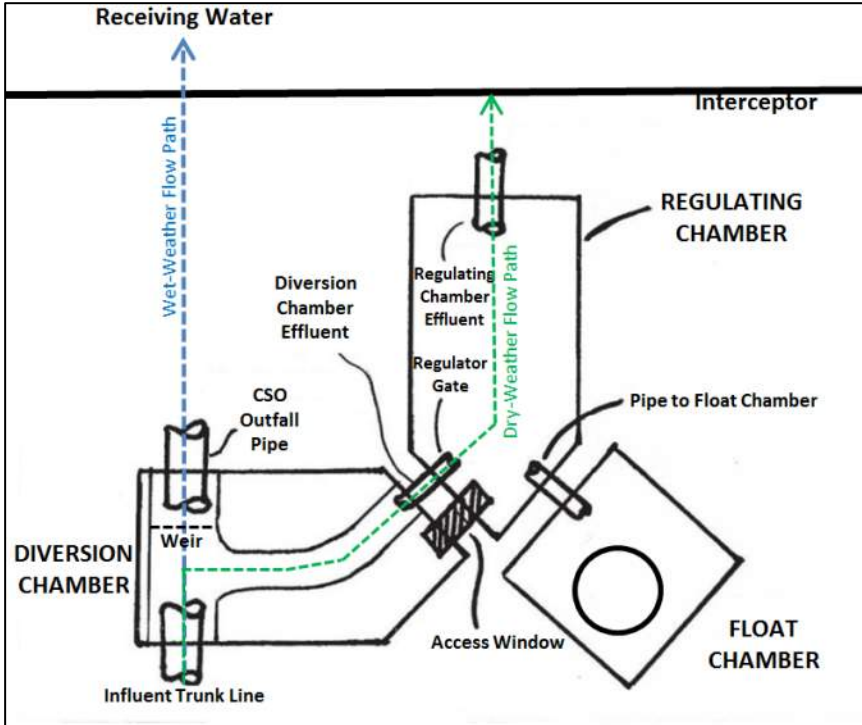 Receiving Water
Interceptor
Wet-Weather Flow Path
REGULATING
CHAMBER
Diversion
Chamber
Effluent
Regulating
Chamber
Effluent
Dry-Weather Flow Path
Regulator
Gate
CSO
Outfall
Pipe
Pipe to Float Chamber
Weir
DIVERSION
CHAMBER
Access Window
FLOAT
CHAMBER
Influent Trunk Line